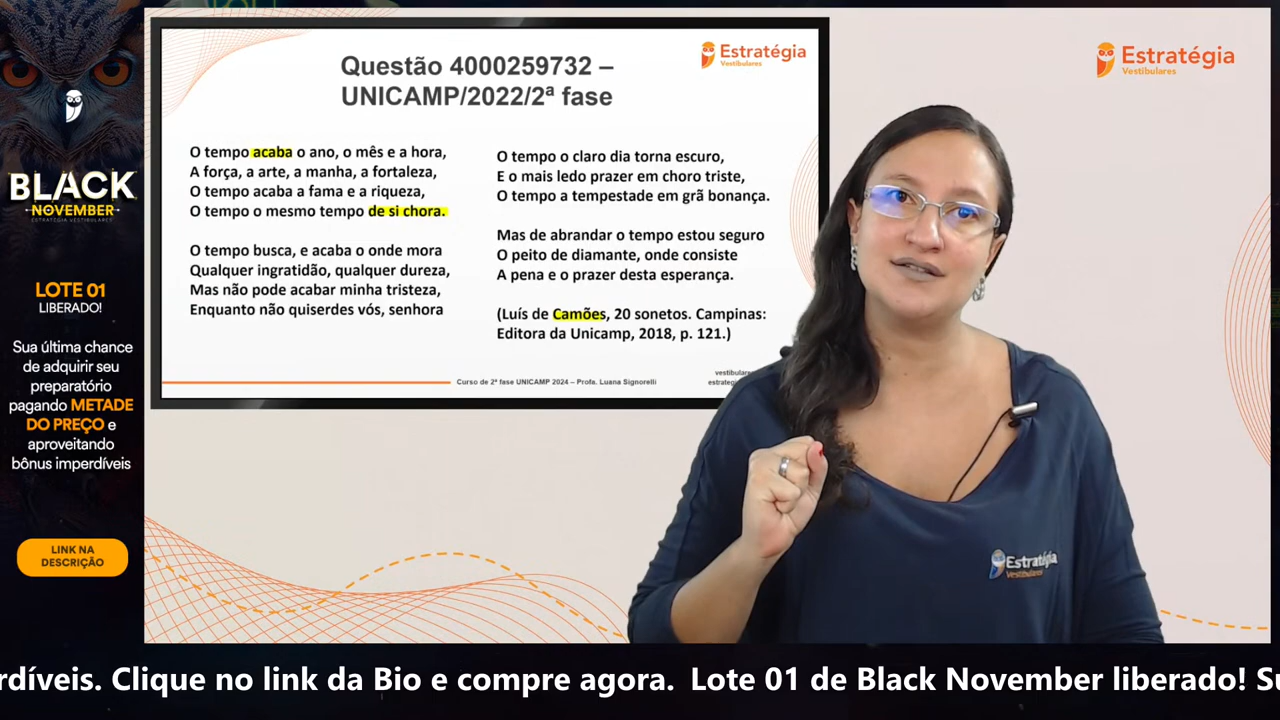 BLACK
NOVEMBER
ESTRATÉGIA VESTIBULARES
LOTE 01
LIBERADO!
Sua última chance
de adquirir seu
preparatório
pagando METADE
DO PREÇO e
aproveitando
bônus imperdíveis
LINK NA
DESCRIÇÃO
Questão 4000259732 –
UNICAMP/2022/2ª fase
Estratégia
Vestibulares
O tempo acaba o ano, o mês e a hora,
A força, a arte, a manha, a fortaleza,
O tempo acaba a fama e a riqueza,
O tempo o mesmo tempo de si chora.
O tempo busca, e acaba o onde mora
Qualquer ingratidão, qualquer dureza,
Mas não pode acabar minha tristeza,
Enquanto não quiserdes vós, senhora
O tempo o claro dia torna escuro,
E o mais ledo prazer em choro triste,
O tempo a tempestade em grã bonança.
Mas de abrandar o tempo estou seguro
O peito de diamante, onde consiste
A pena e o prazer desta esperança.
(Luís de Camões, 20 sonetos. Campinas:
Editora da Unicamp, 2018, p. 121.)
Curso de 2ª fase UNICAMP 2024 – Profa. Luana Signorelli
Estratégia
Vestibulares
Estratégia
Vestibulares
rdíveis. Clique no link da Bio e compre agora. Lote 01 de Black November liberado! Su